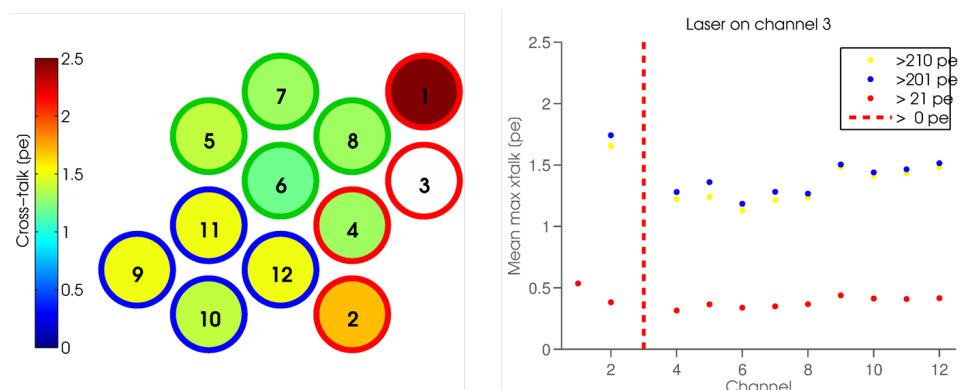 2.5
2
1.5
1
0.5
0
Cross-talk (pe)
7
1
5
8
6
3
11
4
9
12
10
2
Laser on channel 3
>210 pe
>201 pe
> 21 pe
> 0 pe
2.5
2
1.5
1
0.5
0
Mean max xtalk (pe)
2 4 6 8 10 12
Channel